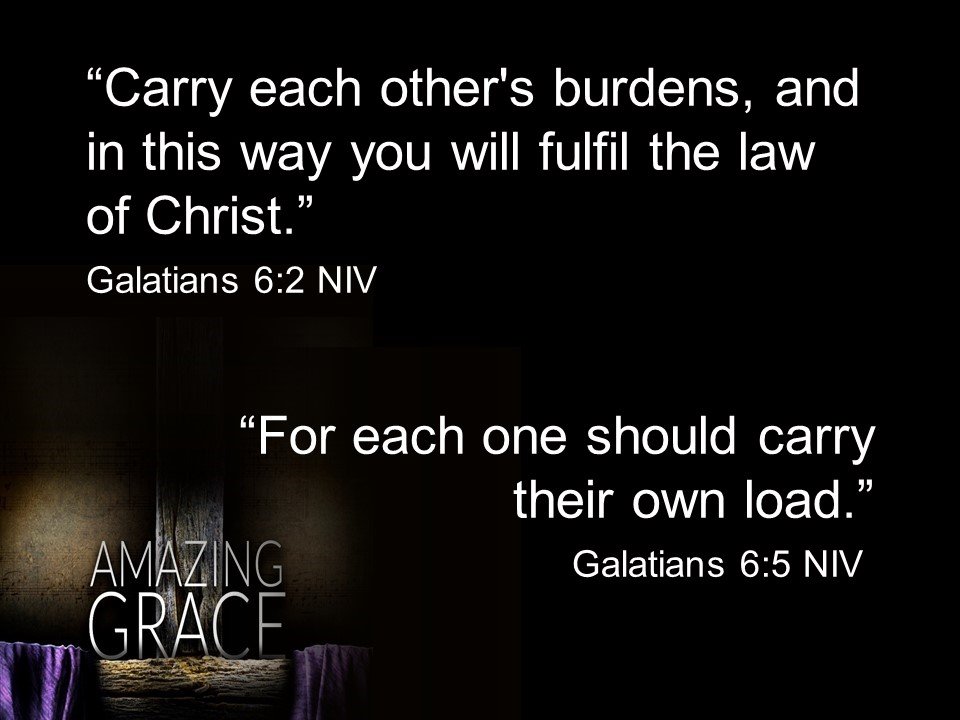 “Carry each other's burdens, and
in this way you will fulfil the law
of Christ.”
Galatians 6:2 NIV
“For each one should carry
their own load.”
Galatians 6:5 NIV
AMAZING
GRACE